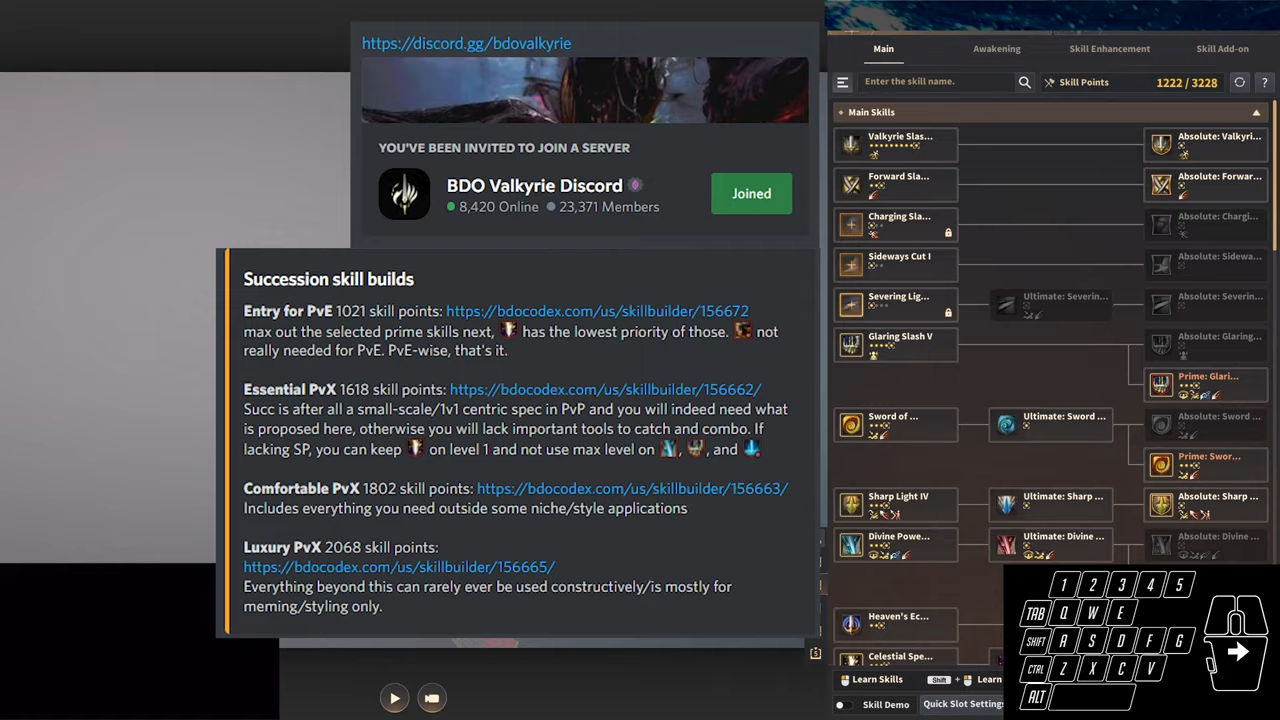 https://discord.gg/bdovalkyrie
YOU'VE BEEN INVITED TO JOIN A SERVER
BDO Valkyrie Discord
8,420 Online 23,371 Members
Joined
Succession skill builds
Entry for PvE 1021 skill points: https://bdocodex.com/us/skillbuilder/156672
max out the selected prime skills next, has the lowest priority of those. not
really needed for PvE. PvE-wise, that's it.
Essential PvX 1618 skill points: https://bdocodex.com/us/skillbuilder/156662/
Succ is after all a small-scale/1v1 centric spec in PvP and you will indeed need what
is proposed here, otherwise you will lack important tools to catch and combo. If
lacking SP, you can keep on level 1 and not use max level on , , and
Comfortable PvX 1802 skill points: https://bdocodex.com/us/skillbuilder/156663/
Includes everything you need outside some niche/style applications
Luxury PvX 2068 skill points:
https://bdocodex.com/us/skillbuilder/156665/
Everything beyond this can rarely ever be used constructively/is mostly for
meming/styling only.
Main Awakening Skill Enhancement Skill Add-on
Enter the skill name. Skill Points 1222 / 3228 ?
Main Skills
Valkyrie Slas... Absolute: Valkyri...
Forward Sla... Absolute: Forwar...
Charging Sla... Absolute: Chargi...
Sideways Cut I Absolute: Sidewa...
Severing Lig... Ultimate: Severin... Absolute: Severin...
Glaring Slash V Absolute: Glaring...
Prime: Glari...
Sword of ... Ultimate: Sword ... Absolute: Sword ...
Prime: Swor...
Sharp Light IV Ultimate: Sharp ... Absolute: Sharp ...
Divine Powe... Ultimate: Divine ... Absolute: Divine ...
Heaven's Ec...
Celestial Spe...
Learn Skills Shift + Learn
Skill Demo Quick Slot Settings
1 2 3 4 5
TAB Q W E
SHIFT A S D F G
CTRL Z X C V
ALT